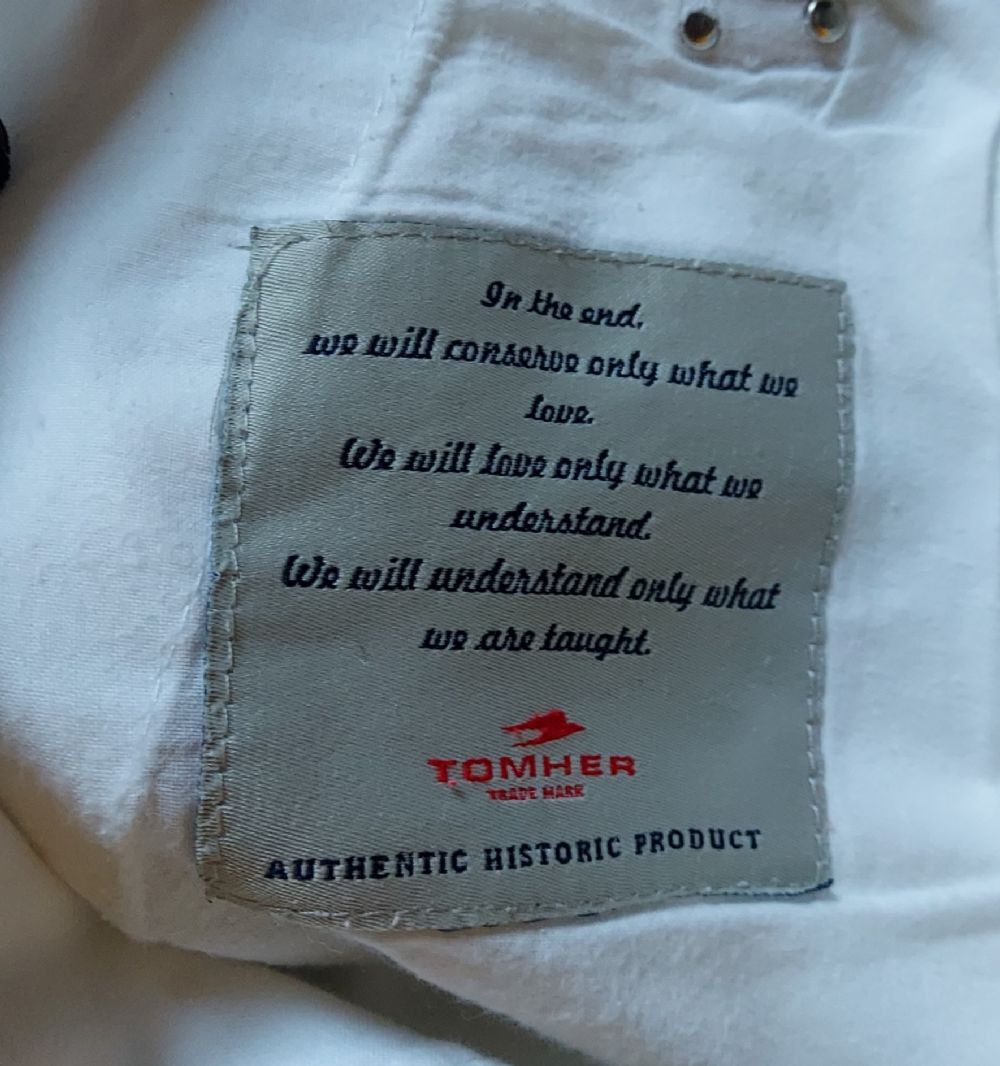 In the end,
we will conserve only what we
love.
We will love only what we
understand.
We will understand only what
we are taught.
TOMHER
TRADE MARK
AUTHENTIC HISTORIC PRODUCT